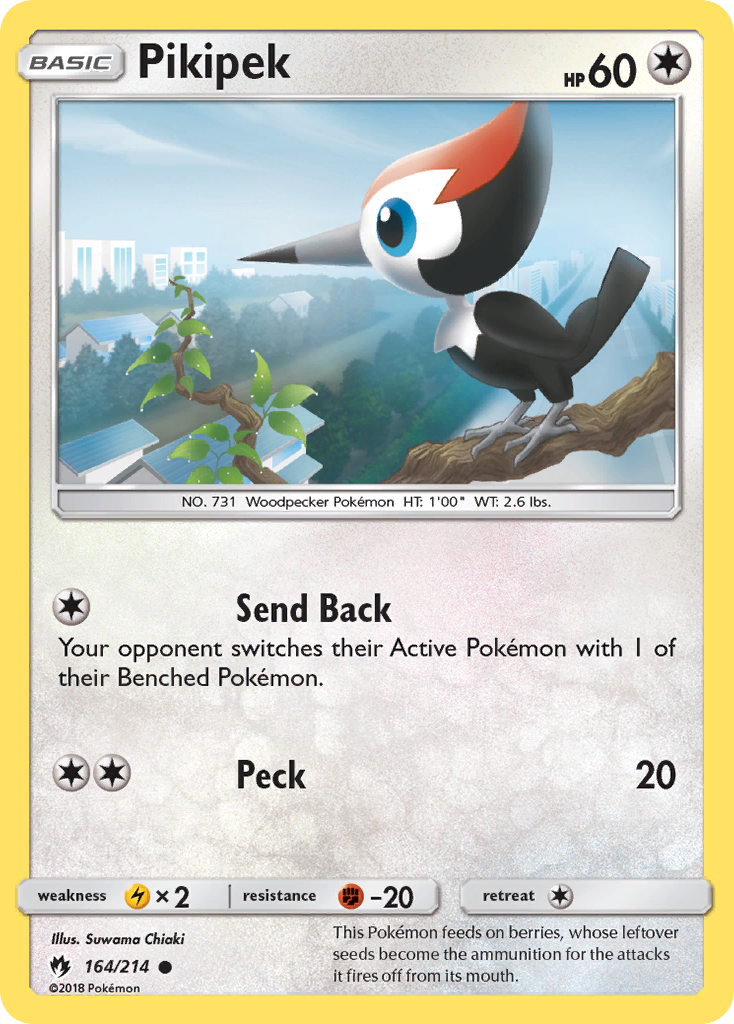 BASIC Pikipek HP 60
NO. 731 Woodpecker Pokémon HT: 1'00" WT: 2.6 lbs.
Send Back
Your opponent switches their Active Pokémon with 1 of
their Benched Pokémon.
Peck 20
weakness × 2 resistance -20 retreat
Illus. Suwama Chiaki
164/214
©2018 Pokémon
This Pokémon feeds on berries, whose leftover
seeds become the ammunition for the attacks
it fires off from its mouth.